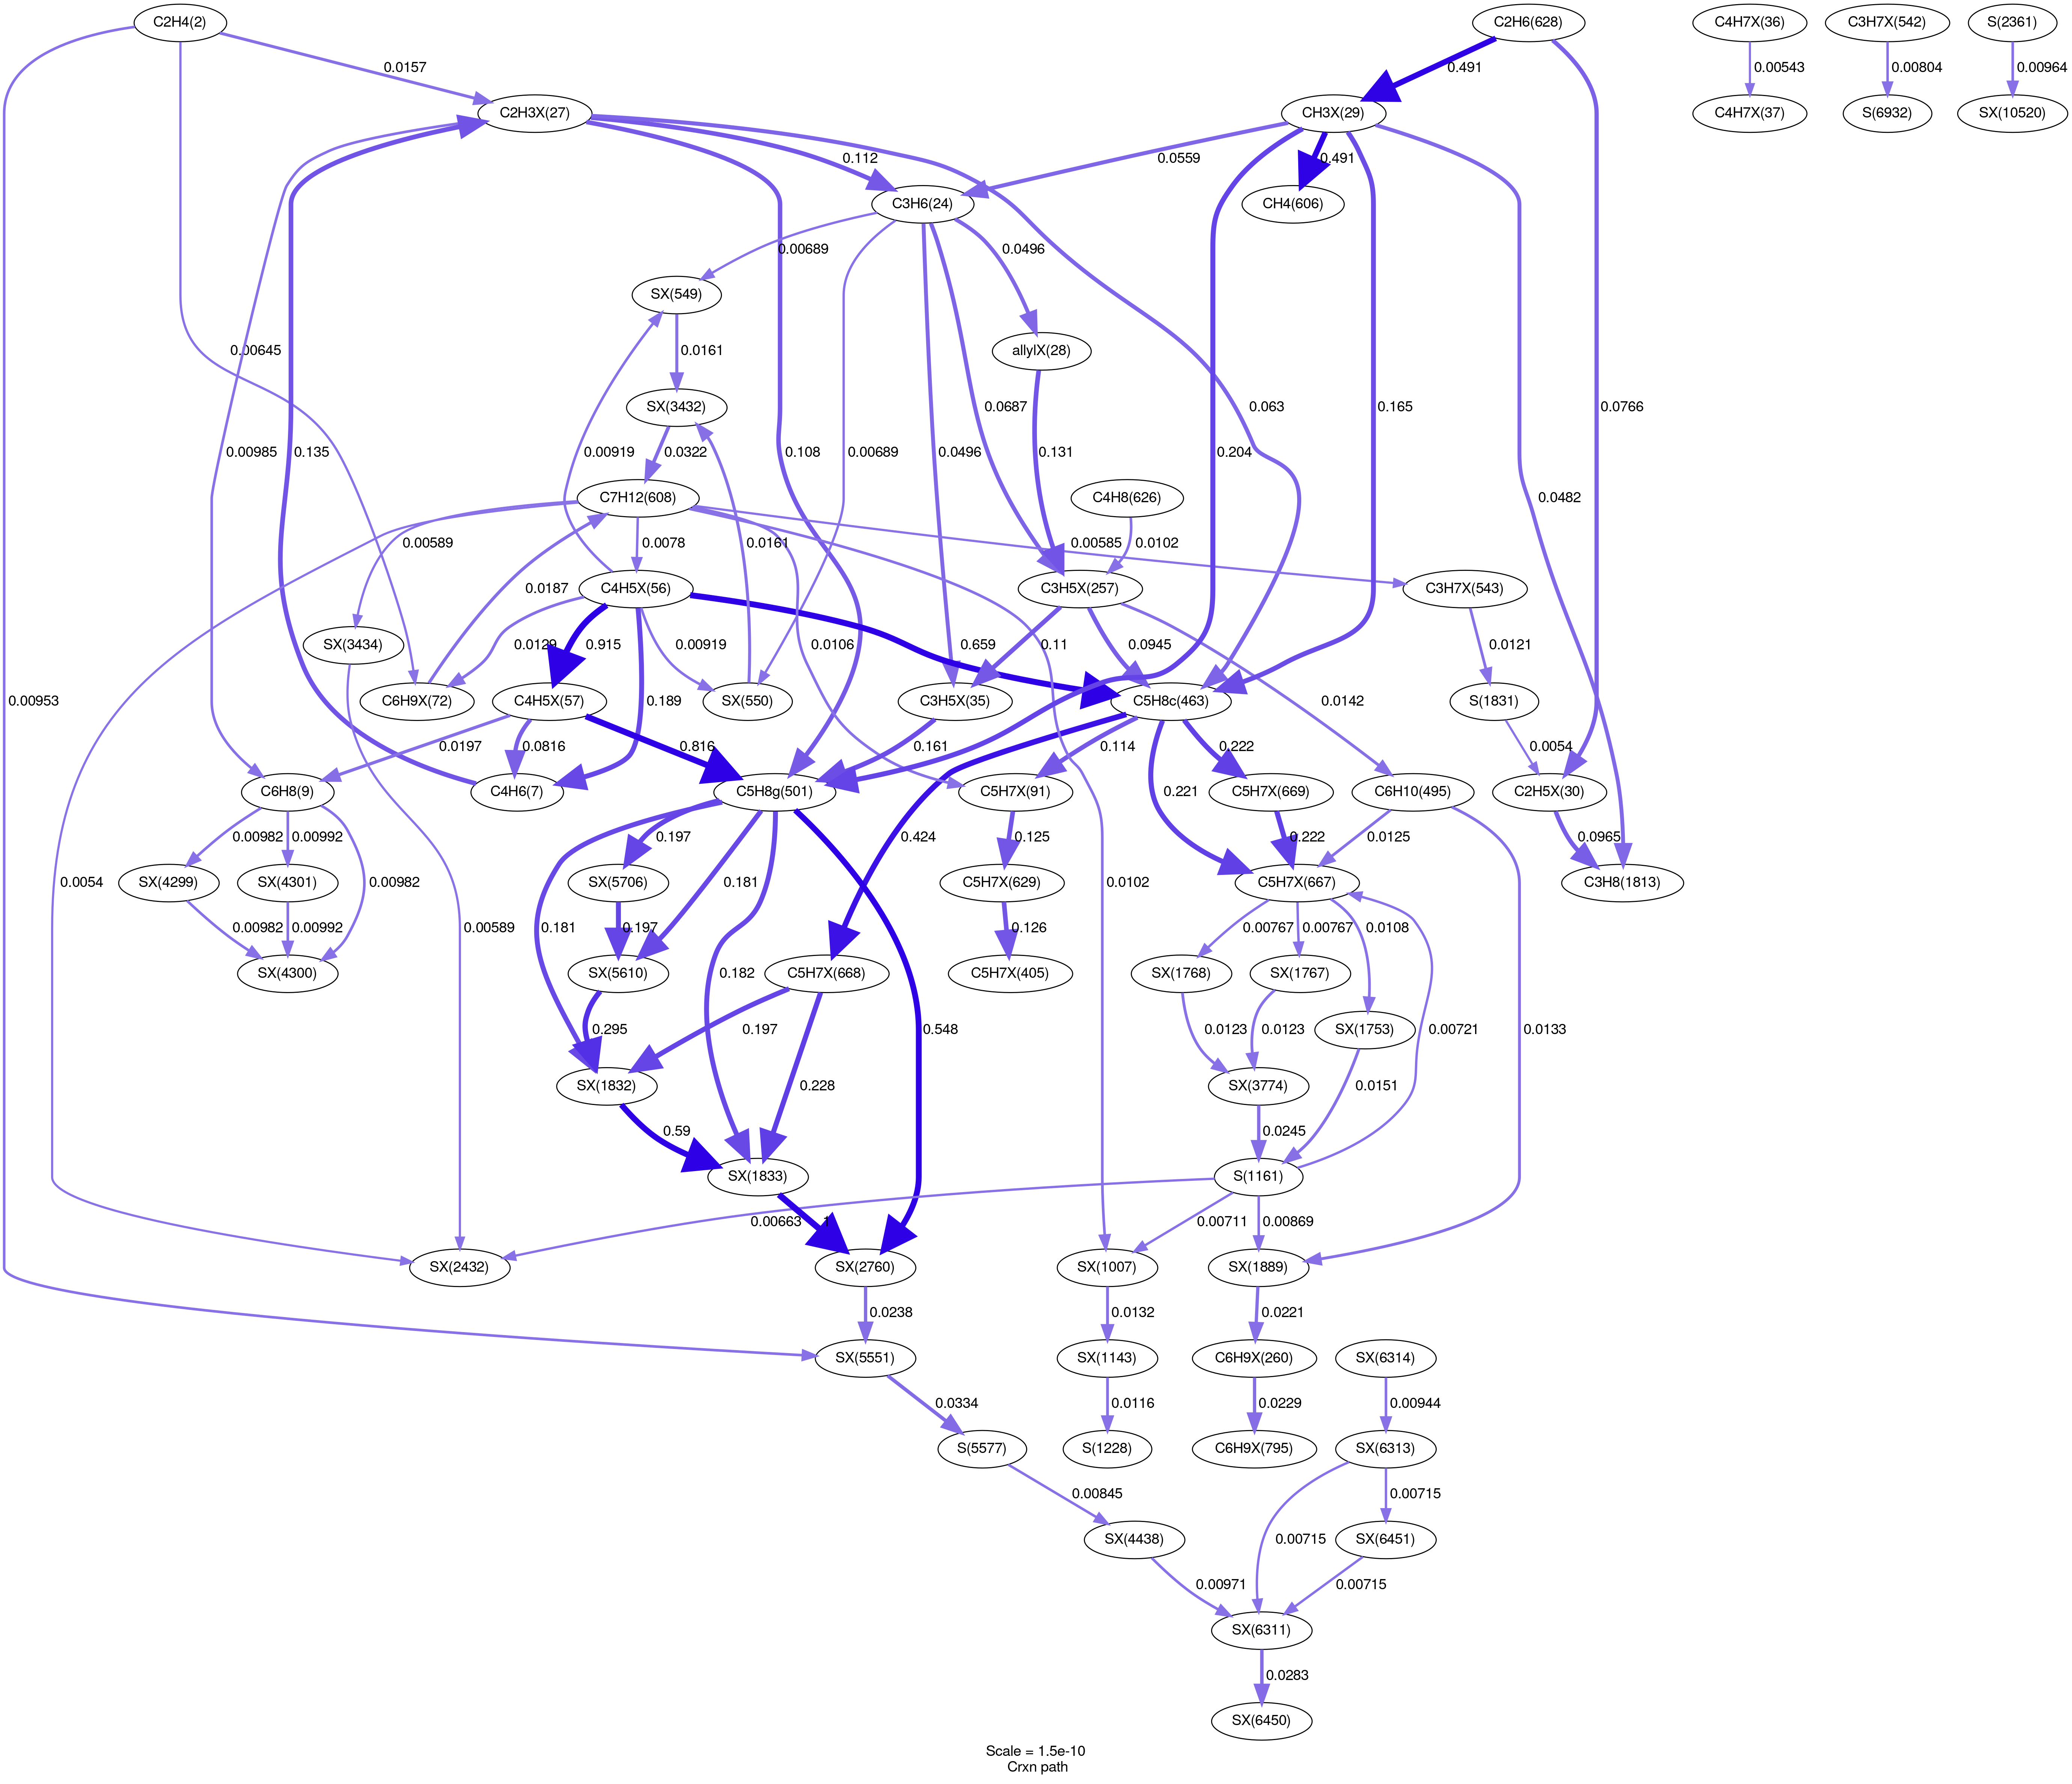 C2H4(2)
C2H6(628)
C4H7X(36)
C3H7X(542)
S(2361)
0.0157
0.491
0.00543
0.00804
0.00964
C2H3X(27)
CH3X(29)
C4H7X(37)
S(6932)
SX(10520)
0.112
0.0559
0.491
C3H6(24)
CH4(606)
0.00689
0.0496
SX(549)
allylX(28)
0.00645
0.0161
SX(3432)
0.0687
0.063
0.165
0.0766
0.00985
0.135
0.00919
0.0322
0.00689
0.108
0.0496
0.131
0.204
C7H12(608)
C4H8(626)
0.0482
0.00589
0.0078
0.0161
0.00585
0.0102
0.0187
C4H5X(56)
C3H5X(257)
C3H7X(543)
SX(3434)
0.0129
0.915
0.00919
0.0106
0.659
0.11
0.0945
0.0121
C6H9X(72)
C4H5X(57)
SX(550)
C3H5X(35)
C5H8c(463)
S(1831)
0.00953
0.189
0.0142
0.0197
0.0816
0.816
0.161
0.114
0.222
0.0054
C6H8(9)
C4H6(7)
C5H8g(501)
C5H7X(91)
C5H7X(669)
C6H10(495)
C2H5X(30)
0.221
0.00982
0.00992
0.197
0.424
0.125
0.222
0.0125
0.0965
SX(4299)
SX(4301)
0.00982
SX(5706)
0.181
C5H7X(629)
C5H7X(667)
C3H8(1813)
0.0054
0.00982
0.00992
0.00589
0.181
0.197
0.0102
0.126
0.00767
0.00767
0.0108
SX(4300)
SX(5610)
0.182
C5H7X(668)
C5H7X(405)
SX(1768)
SX(1767)
0.295
0.197
0.548
0.0123
0.0123
SX(1753)
0.00721
0.0133
SX(1832)
0.228
SX(3774)
0.0151
0.59
0.0245
SX(1833)
S(1161)
0.00663
1
0.00711
0.00869
SX(2432)
SX(2760)
SX(1007)
SX(1889)
0.0238
0.0132
0.0221
SX(5551)
SX(1143)
C6H9X(260)
SX(6314)
0.0334
0.0116
0.0229
0.00944
S(5577)
S(1228)
C6H9X(795)
SX(6313)
0.00845
0.00715
0.00715
SX(4438)
SX(6451)
0.00971
0.00715
SX(6311)
0.0283
SX(6450)
Scale = 1.5e-10
Crxn path